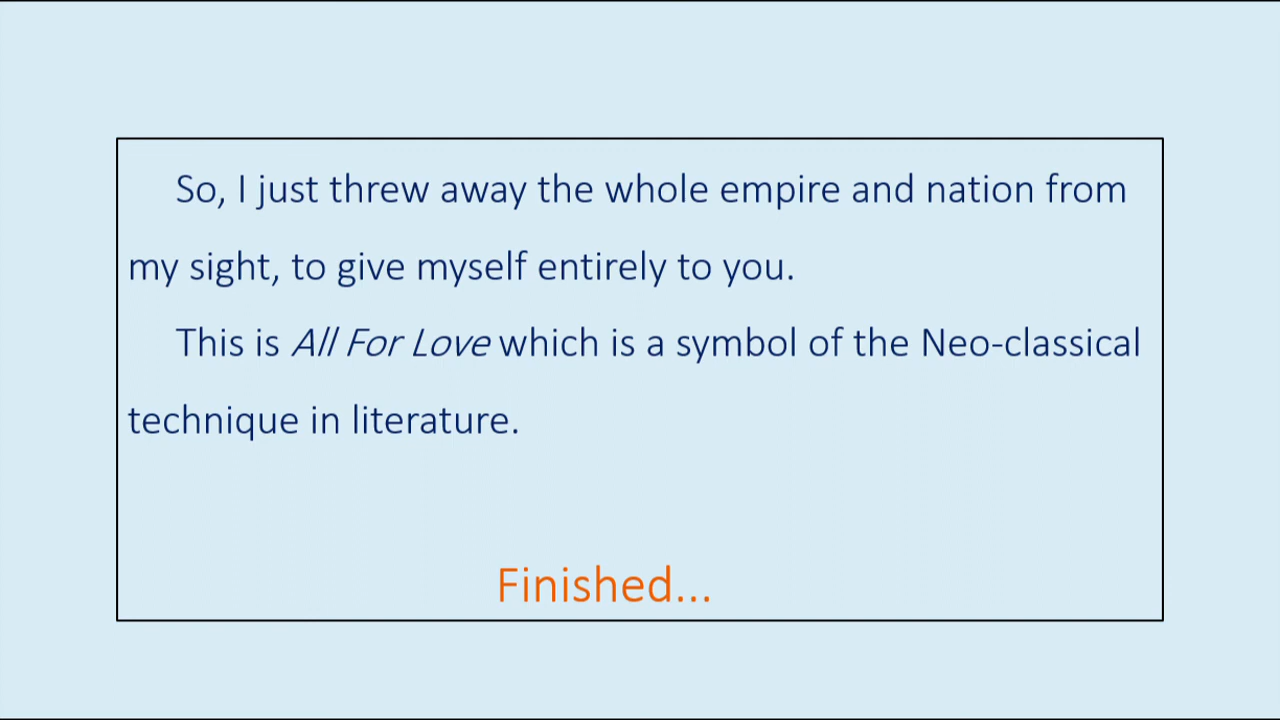 So, I just threw away the whole empire and nation from
my sight, to give myself entirely to you.
This is All For Love which is a symbol of the Neo-classical
technique in literature.
Finished...